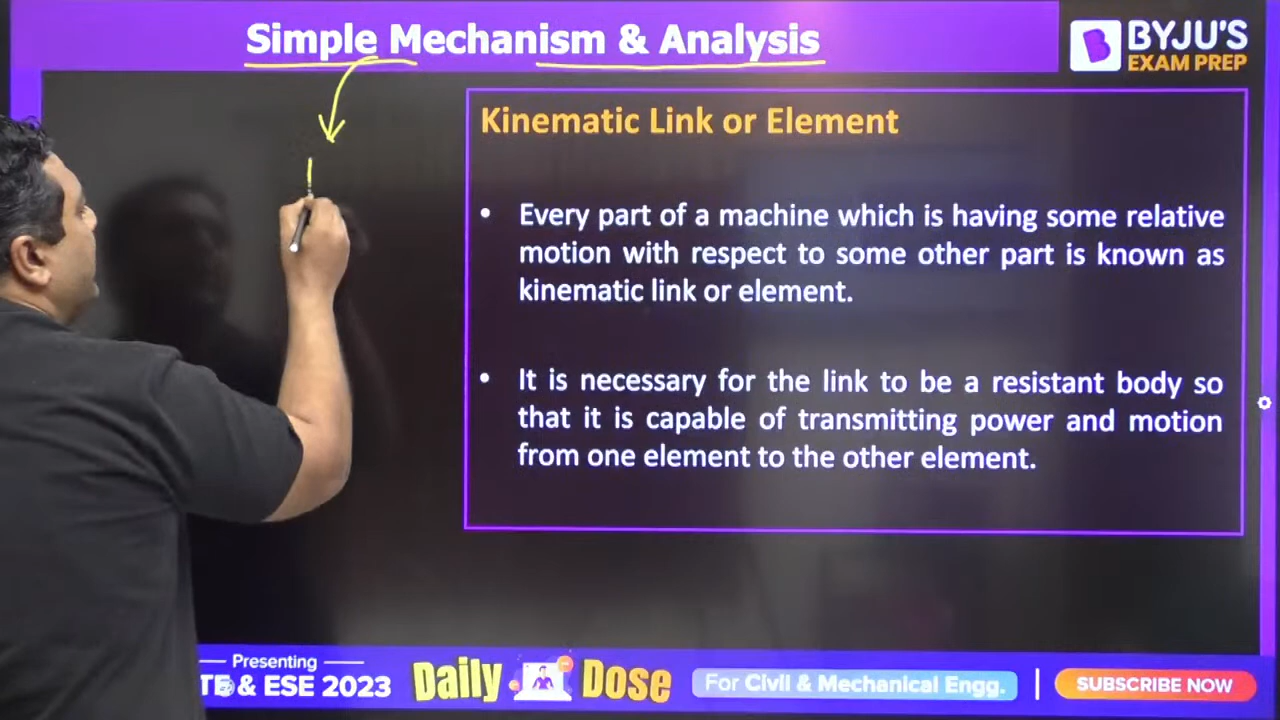 Simple Mechanism & Analysis
BYJU'S
EXAM PREP
Kinematic Link or Element
• Every part of a machine which is having some relative
motion with respect to some other part is known as
kinematic link or element.
• It is necessary for the link to be a resistant body so
that it is capable of transmitting power and motion
from one element to the other element.
Presenting
& ESE 2023
Daily Dose
For Civil & Mechanical Engg.
SUBSCRIBE NOW